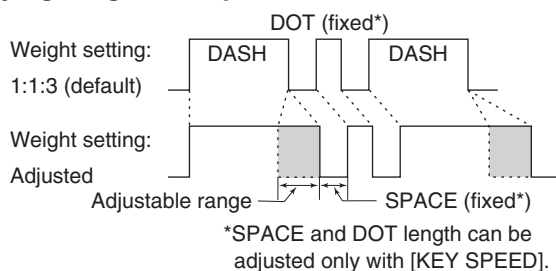 DOT (fixed*)
Weight setting:
DASH
DASH
1:1:3 (default)
Weight setting:
Adjusted
Adjustable range
SPACE (fixed*)
*SPACE and DOT length can be
adjusted only with [KEY SPEED].